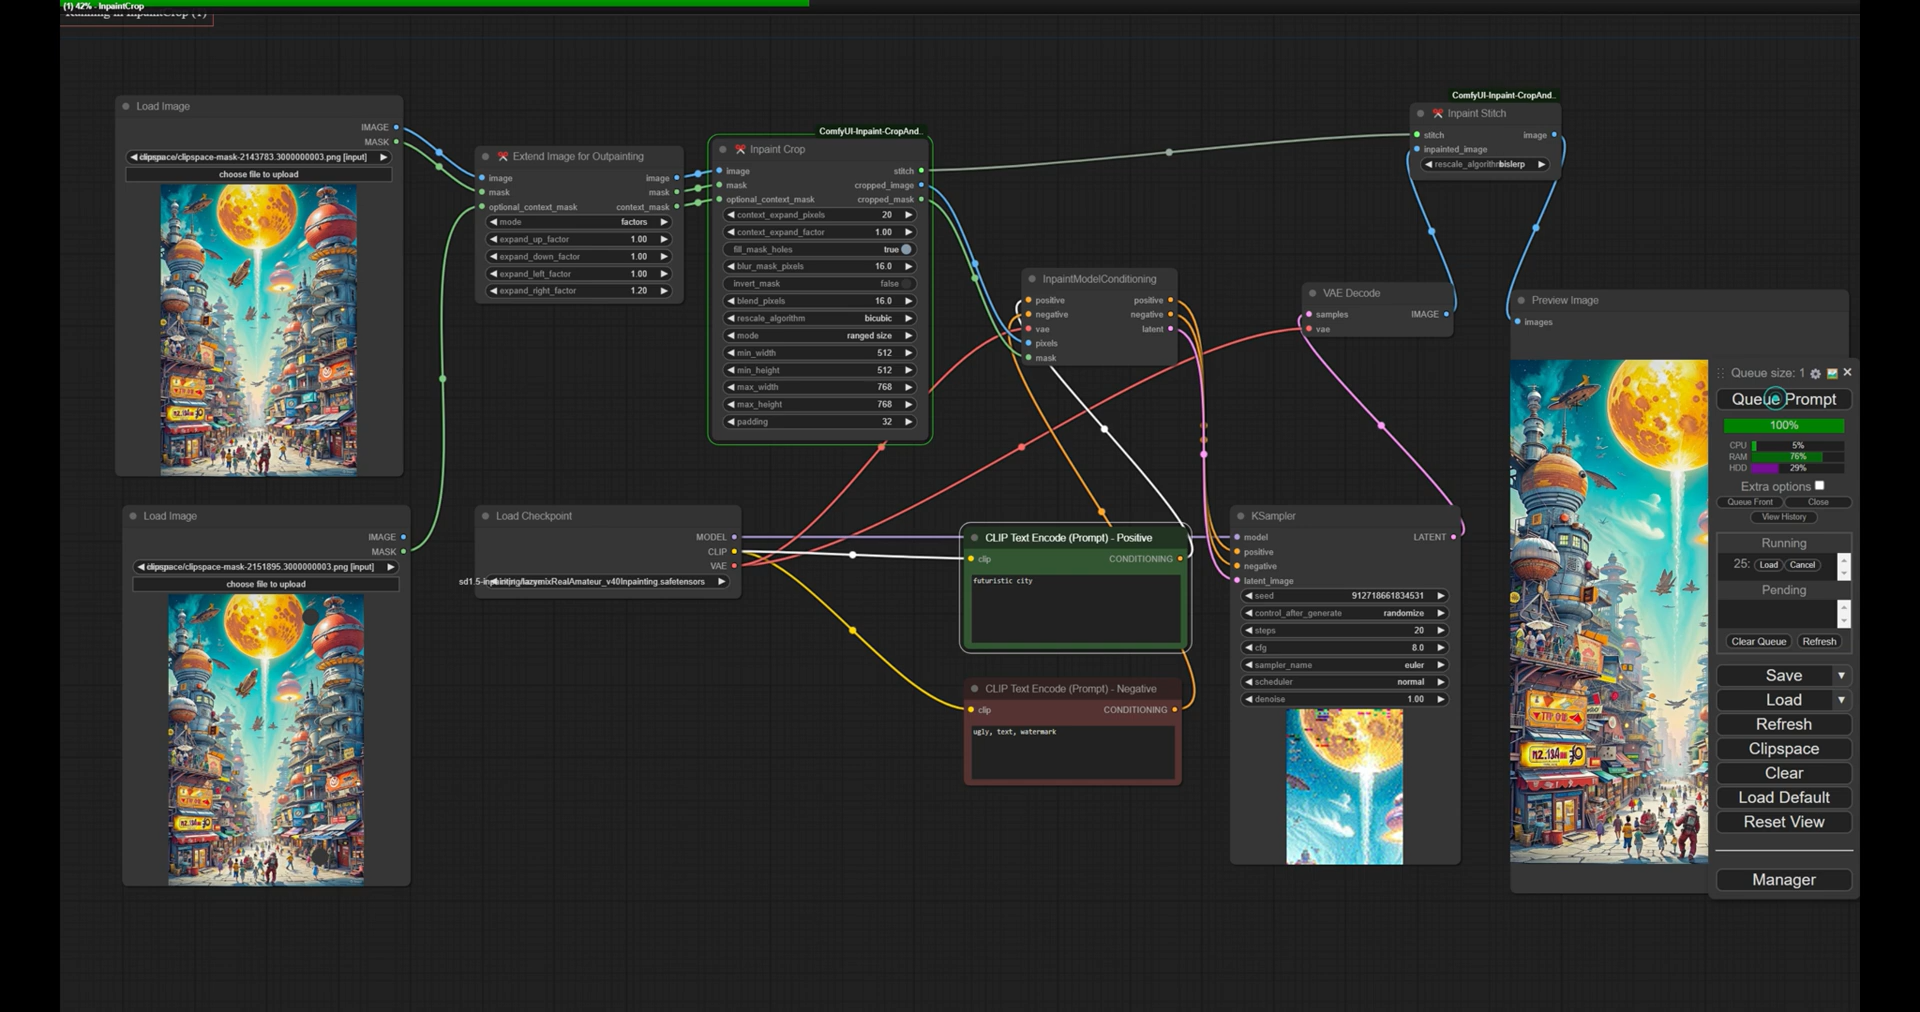 (1) 42% - InpaintCrop
Running in InpaintCrop (1)
Load Image
IMAGE
MASK
clipspace/clipspace-mask-2143783.3000000003.png [input]
choose file to upload
Load Image
IMAGE
MASK
clipspace/clipspace-mask-2151895.3000000003.png [input]
choose file to upload
Extend Image for Outpainting
image image
mask mask
optional_context_mask context_mask
mode factors
expand_up_factor 1.00
expand_down_factor 1.00
expand_left_factor 1.00
expand_right_factor 1.20
ComfyUI-Inpaint-CropAnd..
Inpaint Crop
image stitch
mask cropped_image
optional_context_mask cropped_mask
context_expand_pixels 20
context_expand_factor 1.00
fill_mask_holes true
blur_mask_pixels 16.0
invert_mask false
blend_pixels 16.0
rescale_algorithm bicubic
mode ranged size
min_width 512
min_height 512
max_width 768
max_height 768
padding 32
Load Checkpoint
MODEL
CLIP
VAE
InpaintModelConditioning
positive positive
negative negative
vae latent
pixels
mask
CLIP Text Encode (Prompt) - Positive
clip CONDITIONING
futuristic city
CLIP Text Encode (Prompt) - Negative
clip CONDITIONING
ugly, text, watermark
VAE Decode
samples IMAGE
vae
KSampler
model LATENT
positive
negative
latent_image
seed 912718661834531
control_after_generate randomize
steps 20
cfg 8.0
sampler_name euler
scheduler normal
denoise 1.00
ComfyUI-Inpaint-CropAnd..
Inpaint Stitch
stitch image
inpainted_image
bislerp
Preview Image
images
Queue size: 1
Queue Prompt
100%
CPU 5%
RAM 76%
HDD 29%
Extra options
Queue Front Close
View History
Running
25: Load Cancel
Pending
Clear Queue Refresh
Save
Load
Refresh
Clipspace
Clear
Load Default
Reset View
Manager